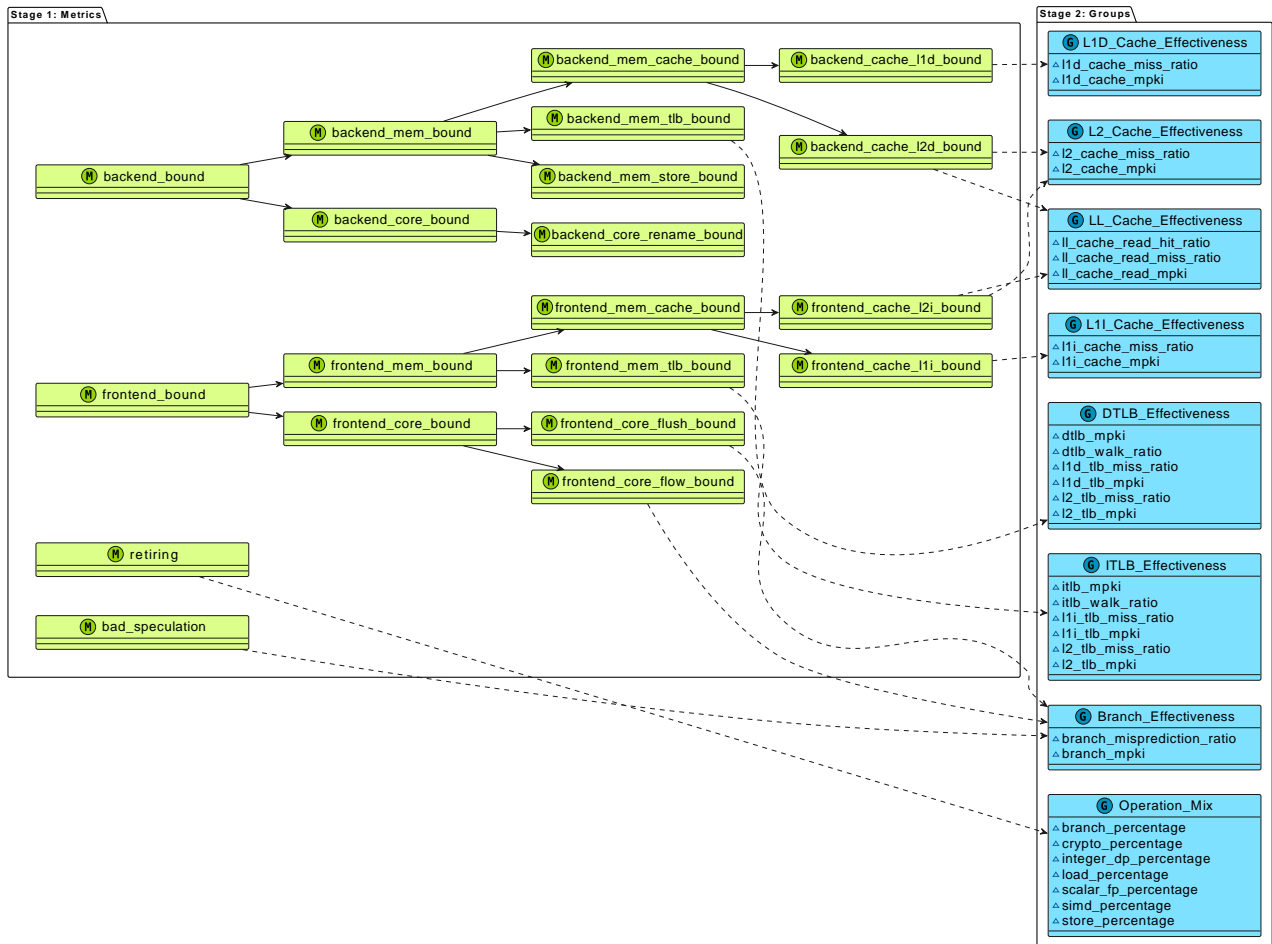 Stage 1: Metrics
M backend_bound
M backend_mem_bound
M backend_core_bound
M backend_mem_cache_bound
M backend_mem_tlb_bound
M backend_mem_store_bound
M backend_core_rename_bound
M backend_cache_l1d_bound
M backend_cache_l2d_bound
M frontend_bound
M frontend_mem_bound
M frontend_core_bound
M frontend_mem_cache_bound
M frontend_mem_tlb_bound
M frontend_core_flush_bound
M frontend_core_flow_bound
M frontend_cache_l2i_bound
M frontend_cache_l1i_bound
M retiring
M bad_speculation
Stage 2: Groups
G L1D_Cache_Effectiveness
l1d_cache_miss_ratio
l1d_cache_mpki
G L2_Cache_Effectiveness
l2_cache_miss_ratio
l2_cache_mpki
G LL_Cache_Effectiveness
ll_cache_read_hit_ratio
ll_cache_read_miss_ratio
ll_cache_read_mpki
G L1I_Cache_Effectiveness
l1i_cache_miss_ratio
l1i_cache_mpki
G DTLB_Effectiveness
dtlb_mpki
dtlb_walk_ratio
l1d_tlb_miss_ratio
l1d_tlb_mpki
l2_tlb_miss_ratio
l2_tlb_mpki
G ITLB_Effectiveness
itlb_mpki
itlb_walk_ratio
l1i_tlb_miss_ratio
l1i_tlb_mpki
l2_tlb_miss_ratio
l2_tlb_mpki
G Branch_Effectiveness
branch_misprediction_ratio
branch_mpki
G Operation_Mix
branch_percentage
crypto_percentage
integer_dp_percentage
load_percentage
scalar_fp_percentage
simd_percentage
store_percentage